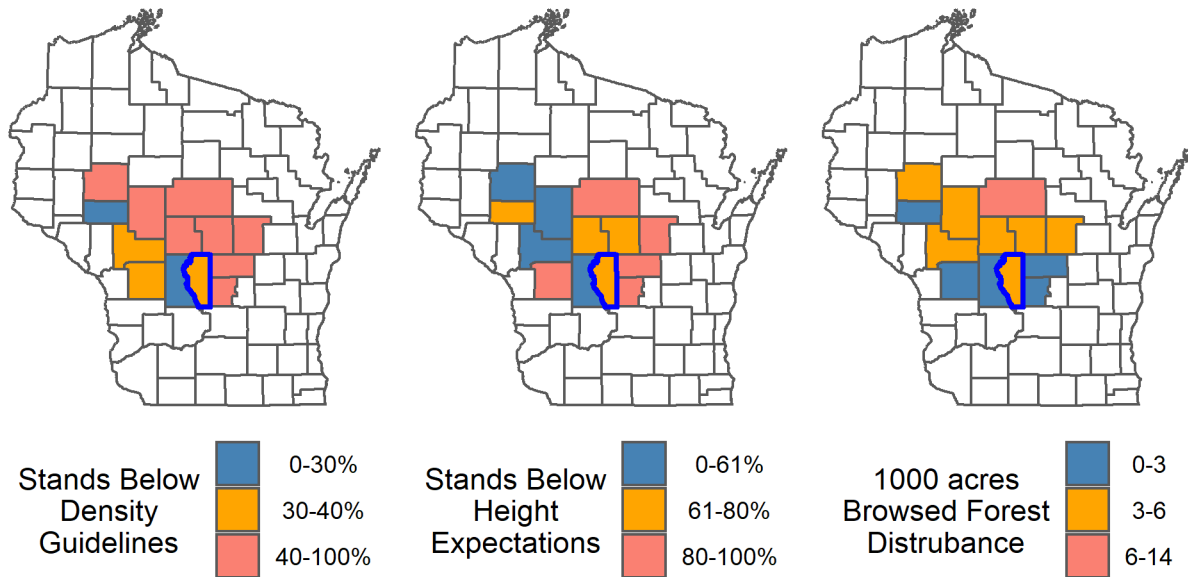 Stands Below
Density
Guidelines
0-30%
30-40%
40-100%
Stands Below
Height
Expectations
0-61%
61-80%
80-100%
1000 acres
Browsed Forest
Distrubance
0-3
3-6
6-14